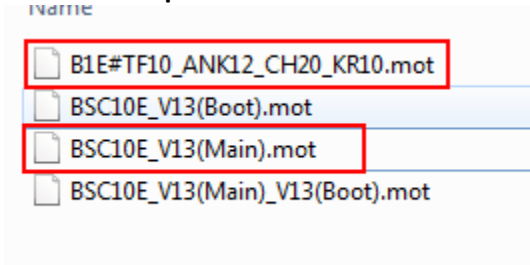 Name
B1E#TF10_ANK12_CH20_KR10.mot
BSC10E_V13(Boot).mot
BSC10E_V13(Main).mot
BSC10E_V13(Main)_V13(Boot).mot